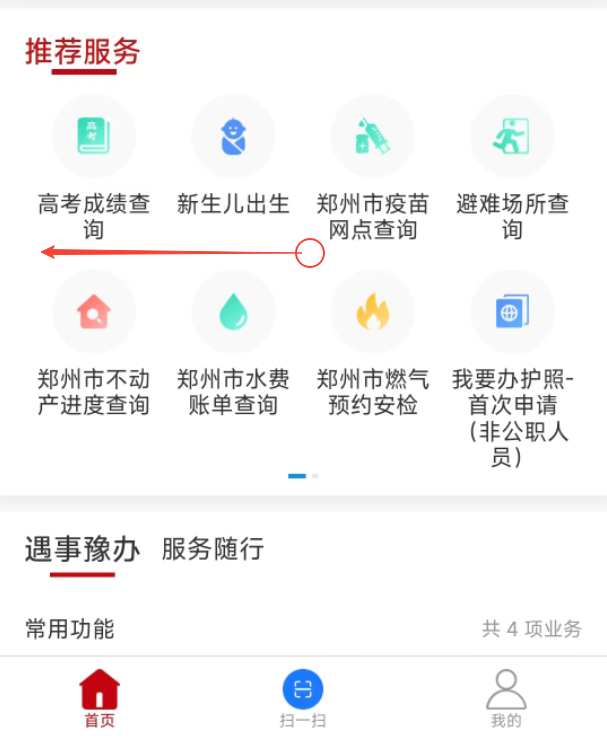 推荐服务
高考
高考成绩查
询
新生儿出生
郑州市疫苗
网点查询
避难场所查
询
郑州市不动
产进度查询
郑州市水费
账单查询
郑州市燃气
预约安检
我要办护照-
首次申请
（非公职人
员）
遇事豫办
服务随行
常用功能
共 4 项业务
首页
扫一扫
我的